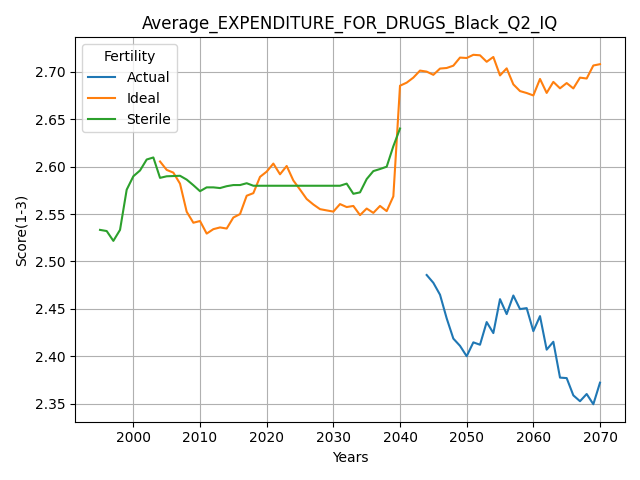 Average_EXPENDITURE_FOR_DRUGS_Black_Q2_IQ
Fertility
Actual
Ideal
Sterile
Score(1-3)
2.70
2.65
2.60
2.55
2.50
2.45
2.40
2.35
2000 2010 2020 2030 2040 2050 2060 2070
Years